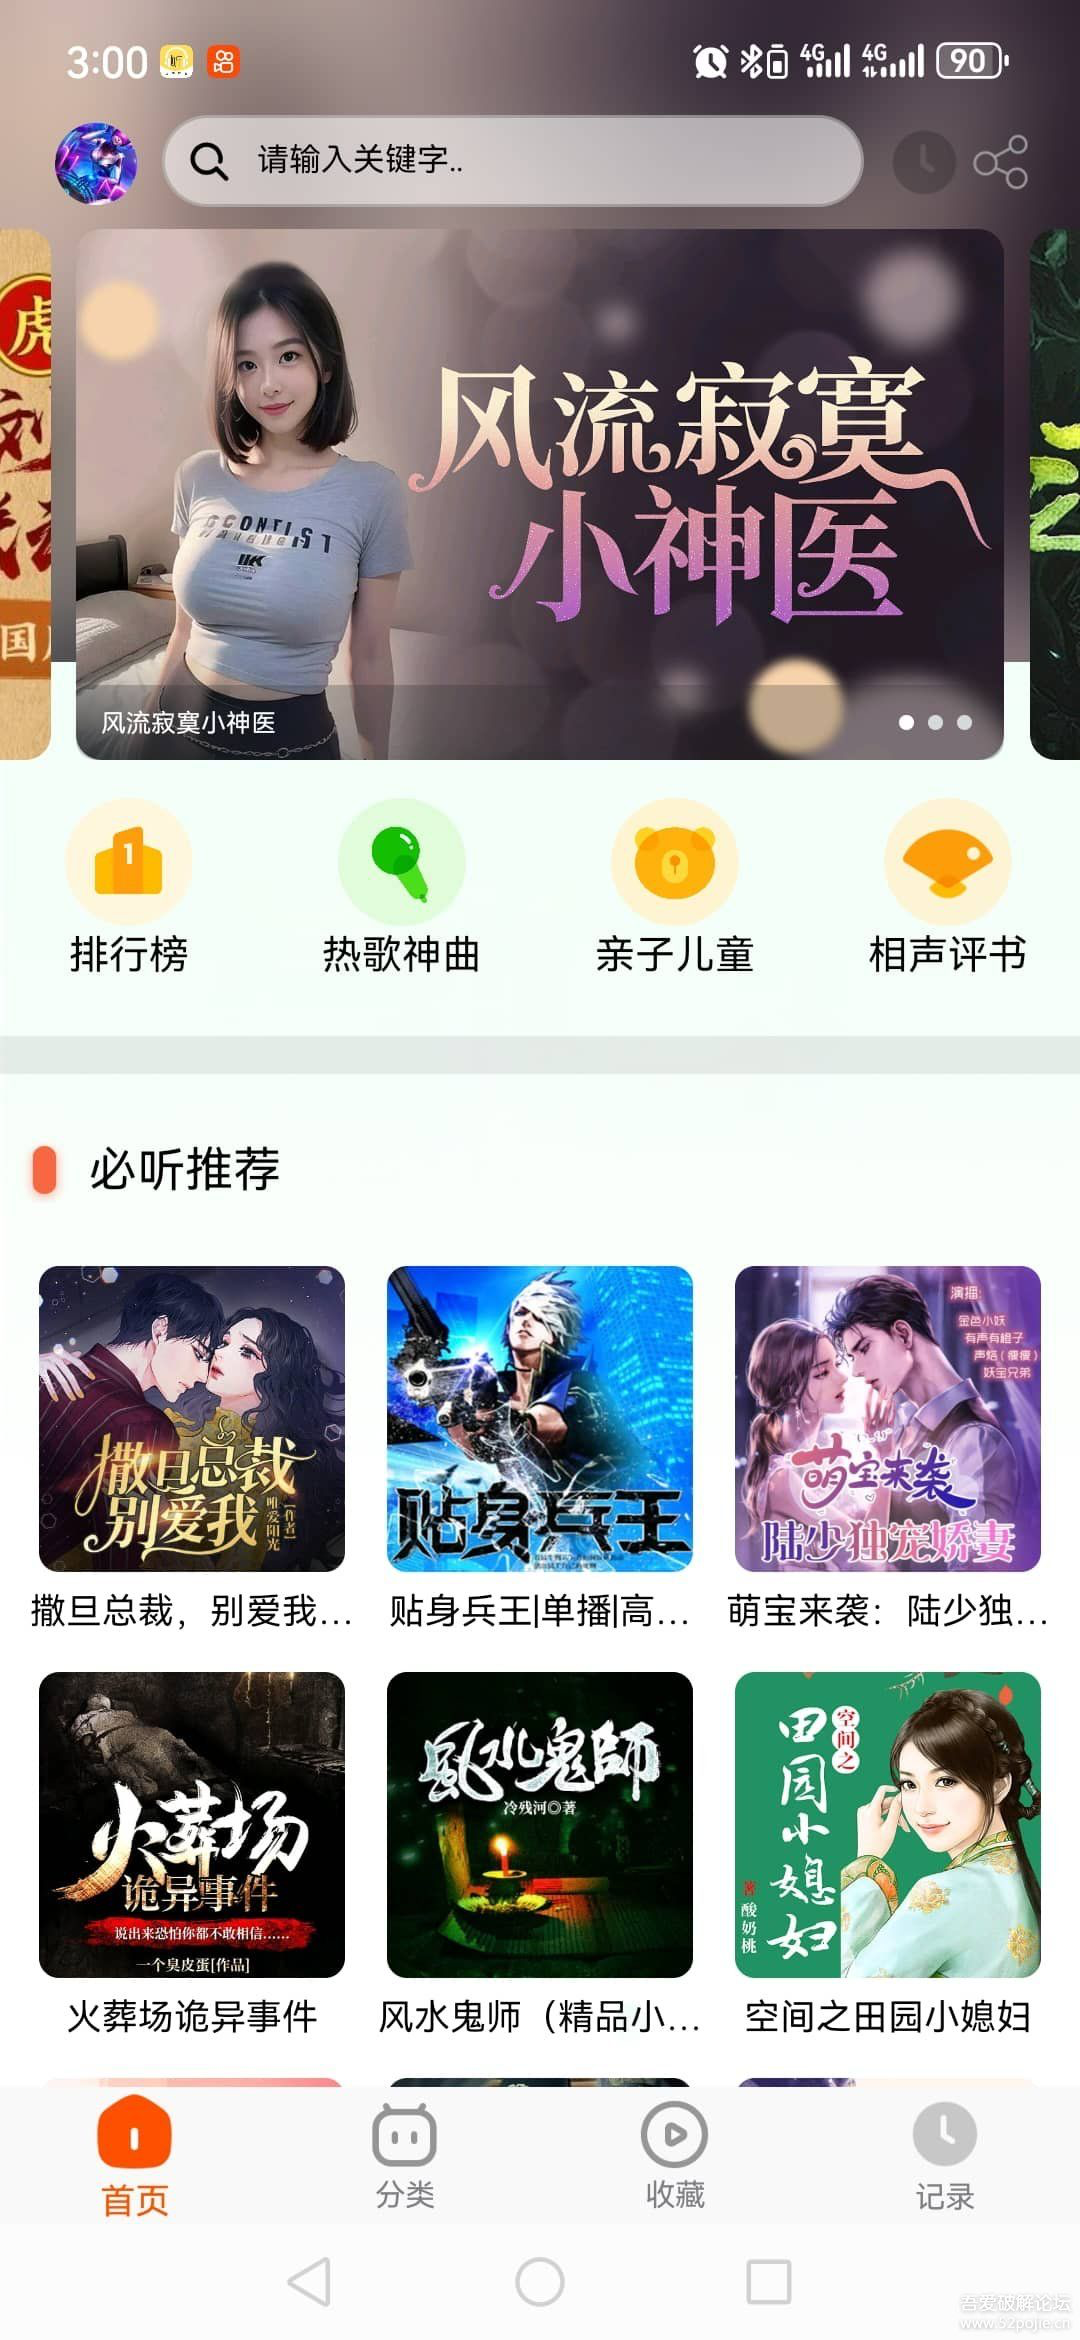 3:00
4G 4G 90
请输入关键字..
虎
国
风流寂寞
小神医
风流寂寞小神医
1
排行榜
热歌神曲
亲子儿童
相声评书
必听推荐
撒旦总裁
别爱我
唯爱阳光
[作者]
贴身兵王
演播:
金色小妖
有声有橙子
声烙(瘦瘦)
妖宝兄弟
萌宝来袭
陆少独宠娇妻
撒旦总裁，别爱我...
贴身兵王|单播|高...
萌宝来袭：陆少独...
火葬场
诡异事件
说出来恐怕你都不敢相信......
一个臭皮蛋[作品]
風水鬼師
冷残河◎著
空间之
田园小媳妇
酸奶桃
著
火葬场诡异事件
风水鬼师（精品小...
空间之田园小媳妇
首页
分类
收藏
记录
吾爱破解论坛
www.52pojie.cn